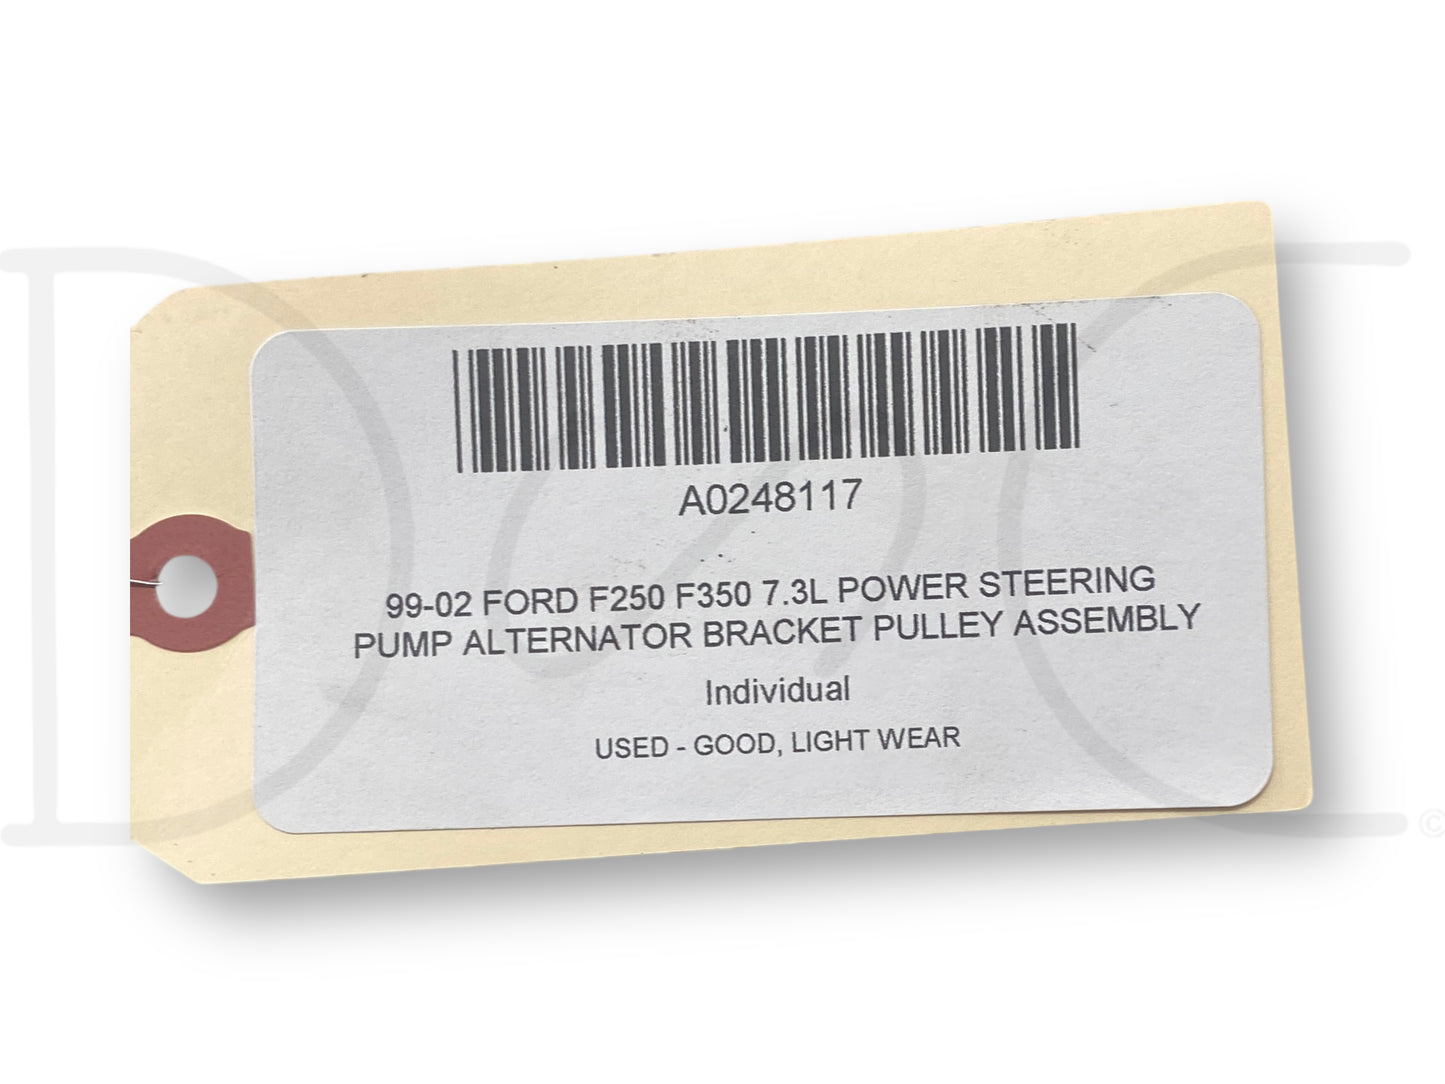 A0248117
99-02 FORD F250 F350 7.3L POWER STEERING
PUMP ALTERNATOR BRACKET PULLEY ASSEMBLY
Individual
USED - GOOD, LIGHT WEAR
©